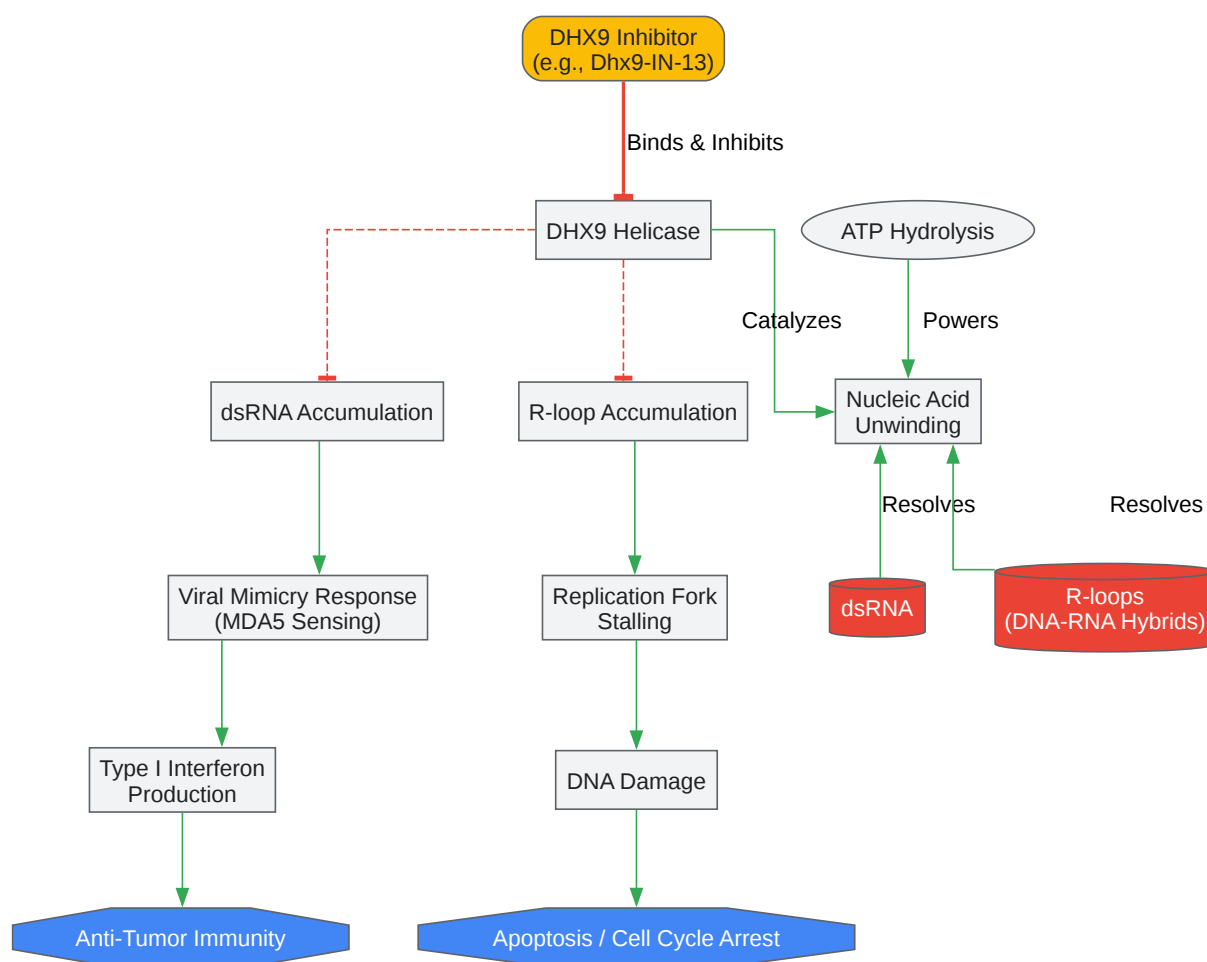 DHX9 Inhibitor
(e.g., Dhx9-IN-13)
Binds & Inhibits
DHX9 Helicase
ATP Hydrolysis
Catalyzes
Powers
dsRNA Accumulation
R-loop Accumulation
Nucleic Acid
Unwinding
Resolves
Resolves
Viral Mimicry Response
(MDA5 Sensing)
Replication Fork
Stalling
dsRNA
R-loops
(DNA-RNA Hybrids)
Type I Interferon
Production
DNA Damage
Anti-Tumor Immunity
Apoptosis / Cell Cycle Arrest